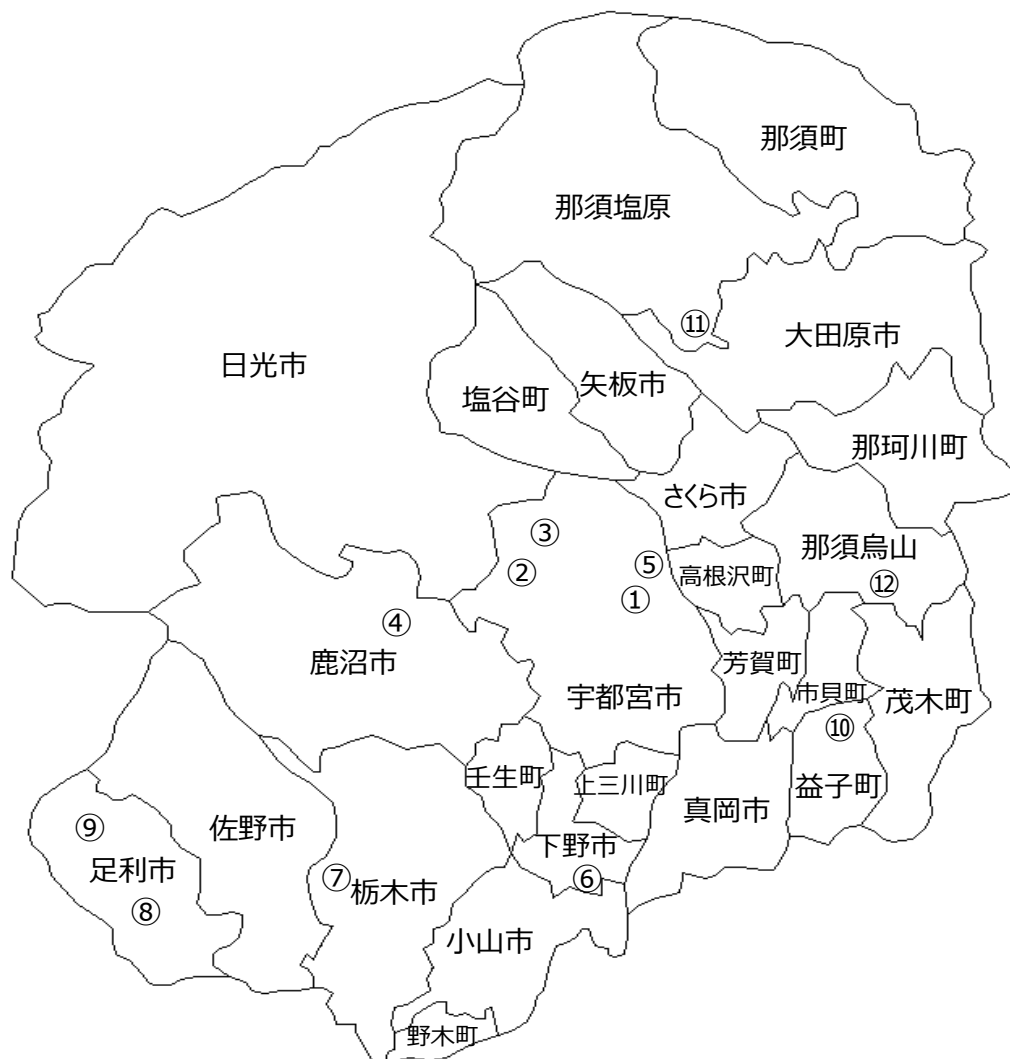 那須町
那須塩原
⑪
大田原市
日光市
矢板市
塩谷町
那珂川町
さくら市
③
那須烏山
⑤
②
高根沢町
⑫
①
④
鹿沼市
芳賀町
宇都宮市
市貝町
茂木町
⑩
壬生町
上三川町
益子町
真岡市
⑨
佐野市
下野市
足利市
⑦
栃木市
⑥
⑧
小山市
野木町